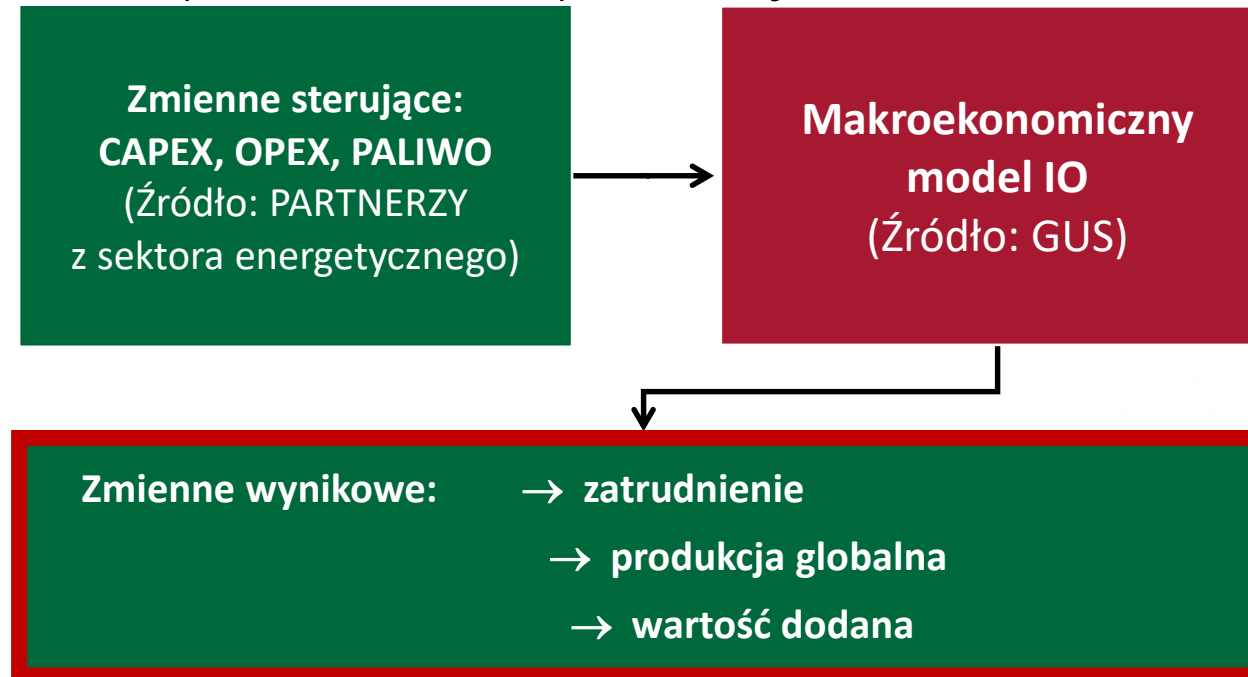 Zmienne sterujące:
CAPEX, OPEX, PALIWO
(Źródło: PARTNERZY
z sektora energetycznego)
Makroekonomiczny
model IO
(Źródło: GUS)
Zmienne wynikowe: → zatrudnienie
→ produkcja globalna
→ wartość dodana